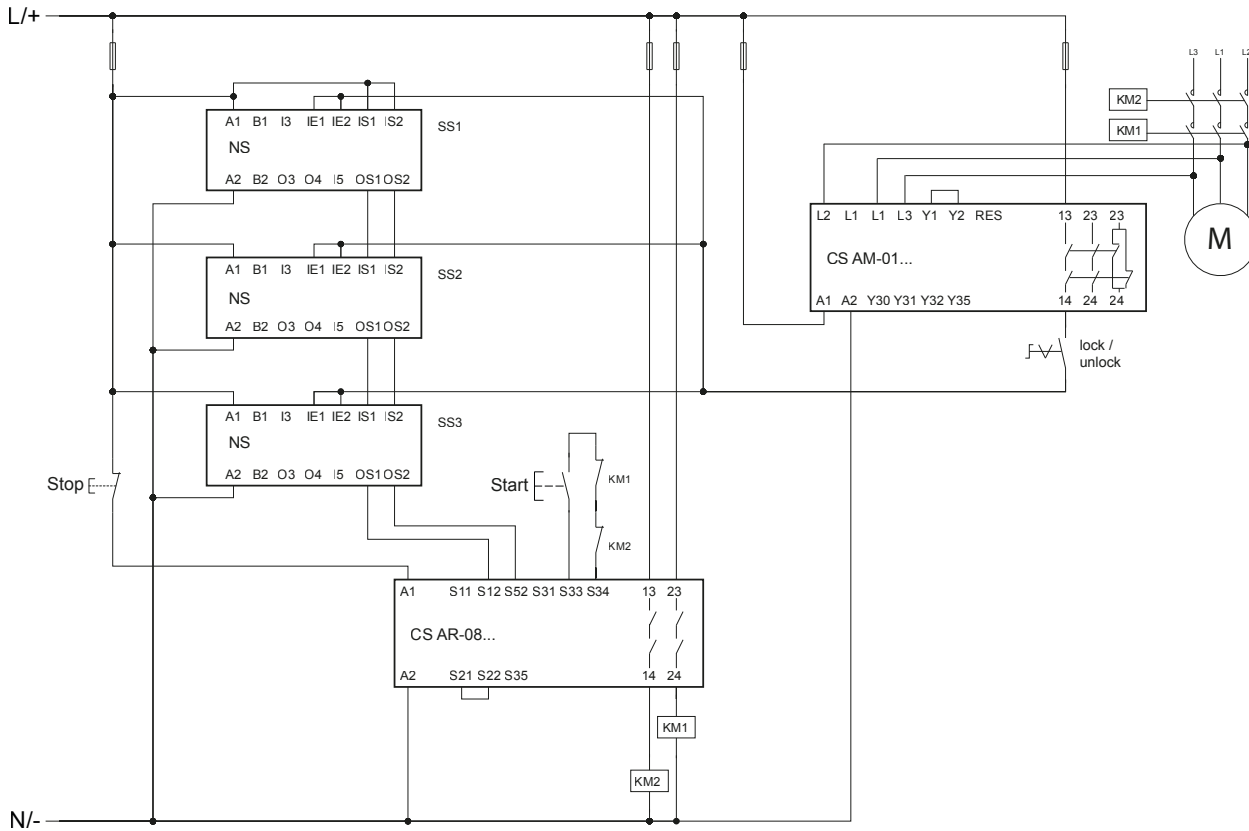 L/+
L3 L1 L2
KM2
KM1
A1 B1 I3 IE1 IE2 IS1 IS2
SS1
NS
A2 B2 O3 O4 I5 OS1 OS2
L2 L1 L1 L3 Y1 Y2 RES 13 23 23
M
CS AM-01...
A1 A2 Y30 Y31 Y32 Y35 14 24 24
A1 B1 I3 IE1 IE2 IS1 IS2
SS2
NS
A2 B2 O3 O4 I5 OS1 OS2
lock /
unlock
A1 B1 I3 IE1 IE2 IS1 IS2
SS3
NS
A2 B2 O3 O4 I5 OS1 OS2
Stop
Start
KM1
KM2
A1 S11 S12 S52 S31 S33 S34 13 23
CS AR-08...
A2 S21 S22 S35 14 24
KM1
KM2
N/-